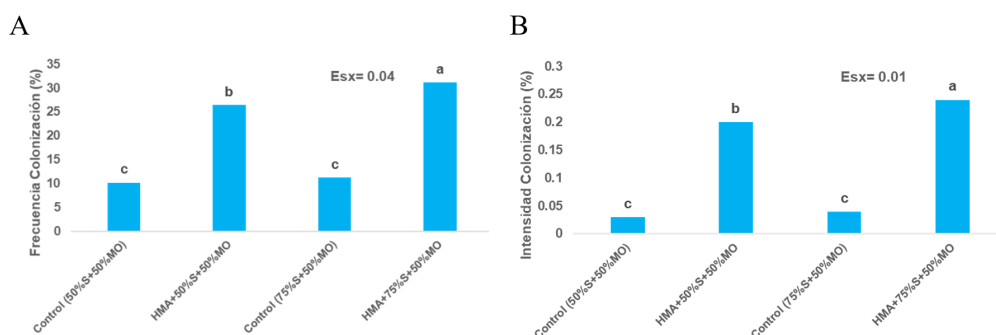 A
Frecuencia Colonización (%)
35
30
25
20
15
10
5
0
Esx= 0.04
c
b
c
a
Control (50%S+50%MO)
HMA+50%S+50%MO
Control (75%S+50%MO)
HMA+75%S+50%MO
B
Intensidad Colonización (%)
0.3
0.25
0.2
0.15
0.1
0.05
0
Esx= 0.01
c
b
c
a
Control (50%S+50%MO)
HMA+50%S+50%MO
Control (75%S+50%MO)
HMA+75%S+50%MO